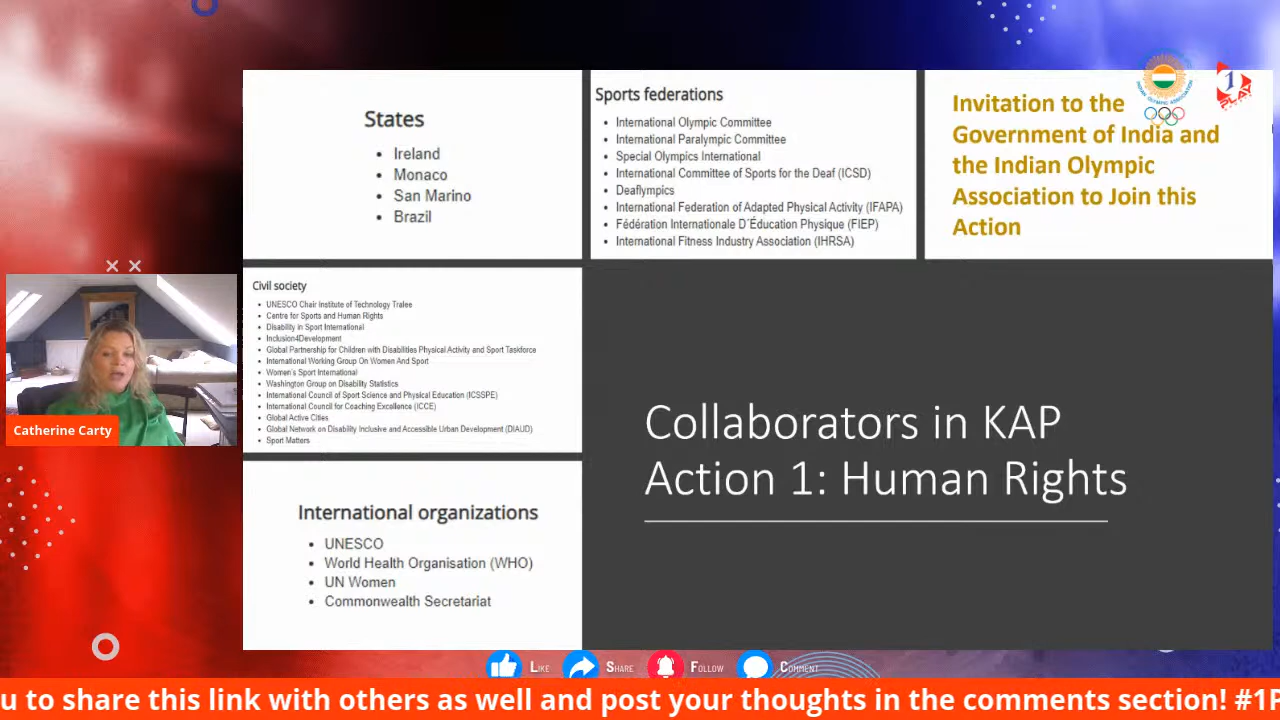 States
• Ireland
• Monaco
• San Marino
• Brazil
Sports federations
• International Olympic Committee
• International Paralympic Committee
• Special Olympics International
• International Committee of Sports for the Deaf (ICSD)
• Deaflympics
• International Federation of Adapted Physical Activity (IFAPA)
• Fédération Internationale D´Éducation Physique (FIEP)
• International Fitness Industry Association (IHRSA)
Invitation to the
Government of India and
the Indian Olympic
Association to Join this
Action
INDIAN OLYMPIC ASSOCIATION
1
PLAY
Civil society
• UNESCO Chair Institute of Technology Tralee
• Centre for Sports and Human Rights
• Disability in Sport International
• Inclusion4Development
• Global Partnership for Children with Disabilities Physical Activity and Sport Taskforce
• International Working Group On Women And Sport
• Women's Sport International
• Washington Group on Disability Statistics
• International Council of Sport Science and Physical Education (ICSSPE)
• International Council for Coaching Excellence (ICCE)
• Global Active Cities
• Global Network on Disability Inclusive and Accessible Urban Development (DIAUD)
• Sport Matters
Catherine Carty
Collaborators in KAP
Action 1: Human Rights
International organizations
• UNESCO
• World Health Organisation (WHO)
• UN Women
• Commonwealth Secretariat
Like Share Follow Comment
u to share this link with others as well and post your thoughts in the comments section! #1P